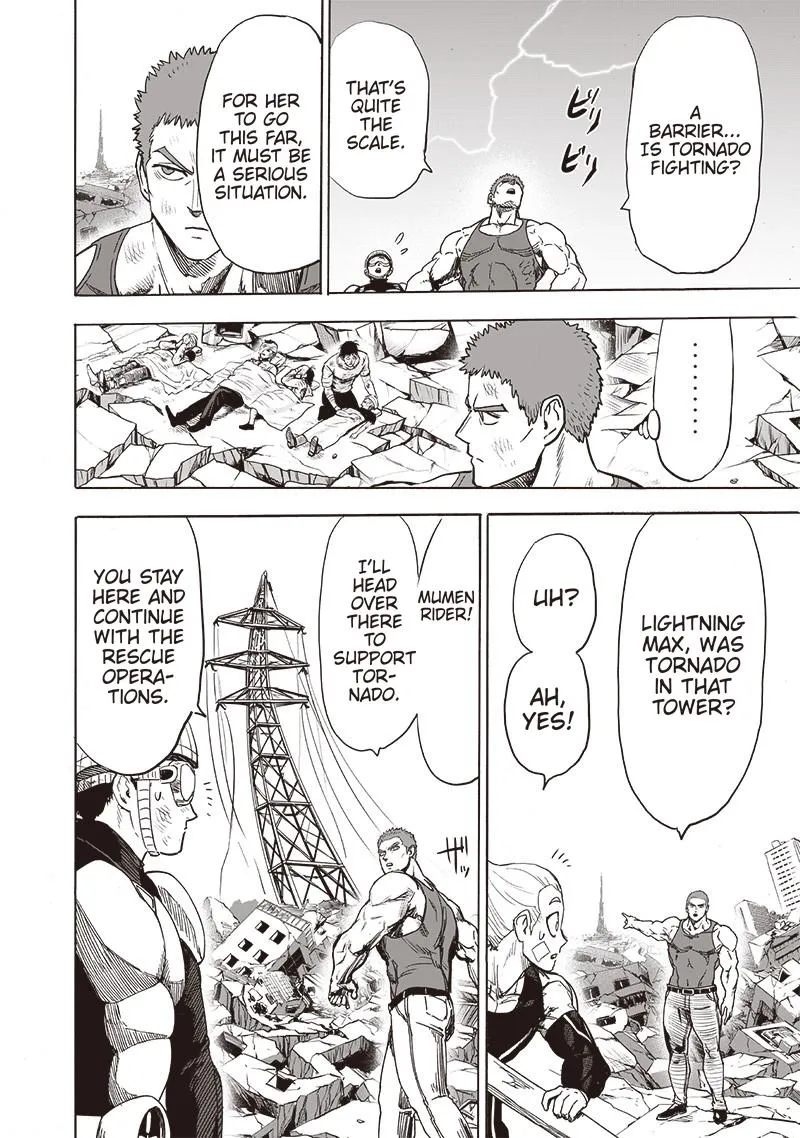 A
BARRIER...
IS TORNADO
FIGHTING?
ビリ
ビリ
THAT'S
QUITE
THE
SCALE.
FOR HER
TO GO
THIS FAR,
IT MUST BE
A SERIOUS
SITUATION.
........
LIGHTNING
MAX, WAS
TORNADO
IN THAT
TOWER?
UH?
AH,
YES!
MUMEN
RIDER!
I'LL
HEAD
OVER
THERE
TO
SUPPORT
TOR-
NADO.
ザッ
YOU STAY
HERE AND
CONTINUE
WITH THE
RESCUE
OPERA-
TIONS.